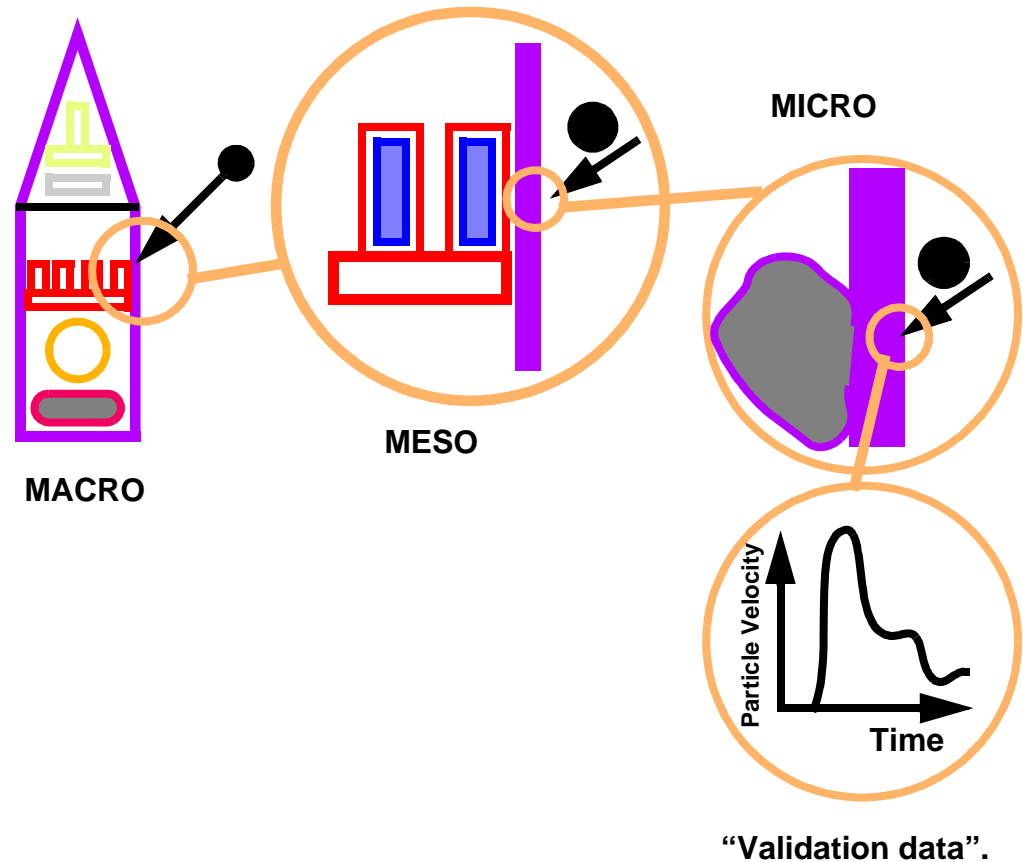 MICRO
MESO
MACRO
Particle Velocity
Time
“Validation data”.